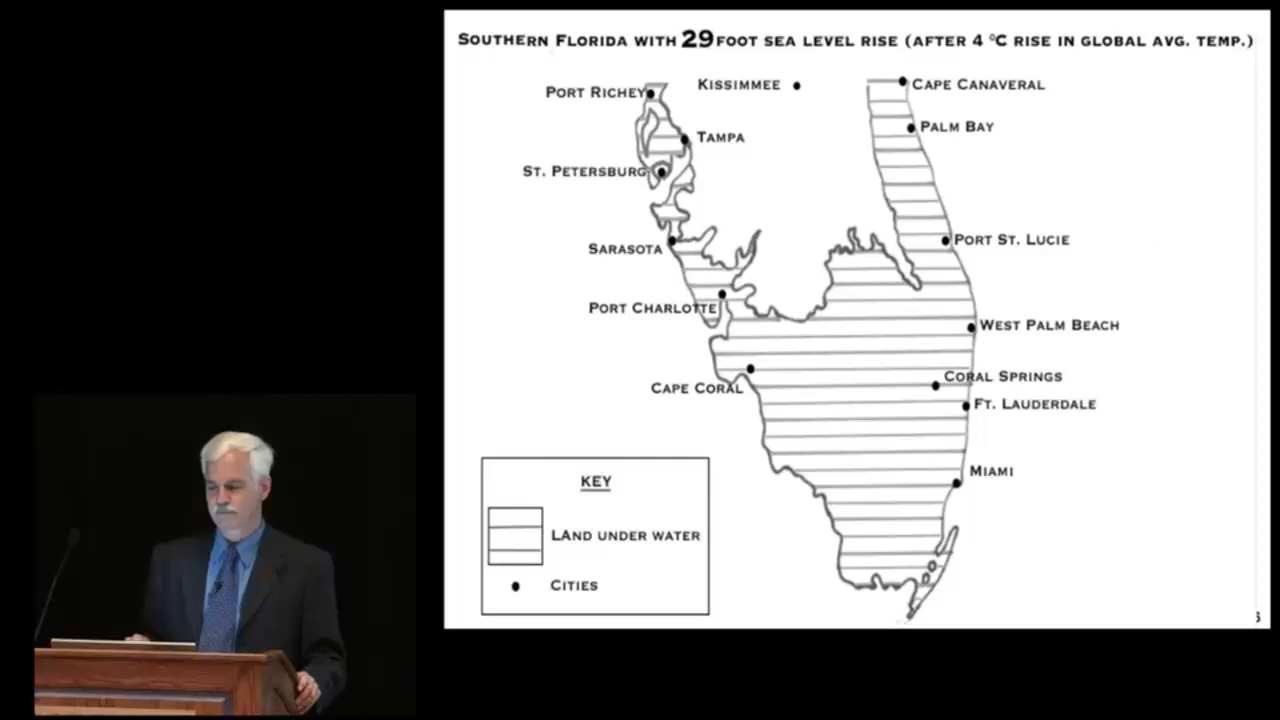 SOUTHERN FLORIDA WITH 29 FOOT SEA LEVEL RISE (AFTER 4 °C RISE IN GLOBAL AVG. TEMP.)
PORT RICHEY
KISSIMMEE
CAPE CANAVERAL
PALM BAY
TAMPA
ST. PETERSBURG
SARASOTA
PORT ST. LUCIE
PORT CHARLOTTE
WEST PALM BEACH
CAPE CORAL
CORAL SPRINGS
FT. LAUDERDALE
MIAMI
KEY
LAND UNDER WATER
CITIES